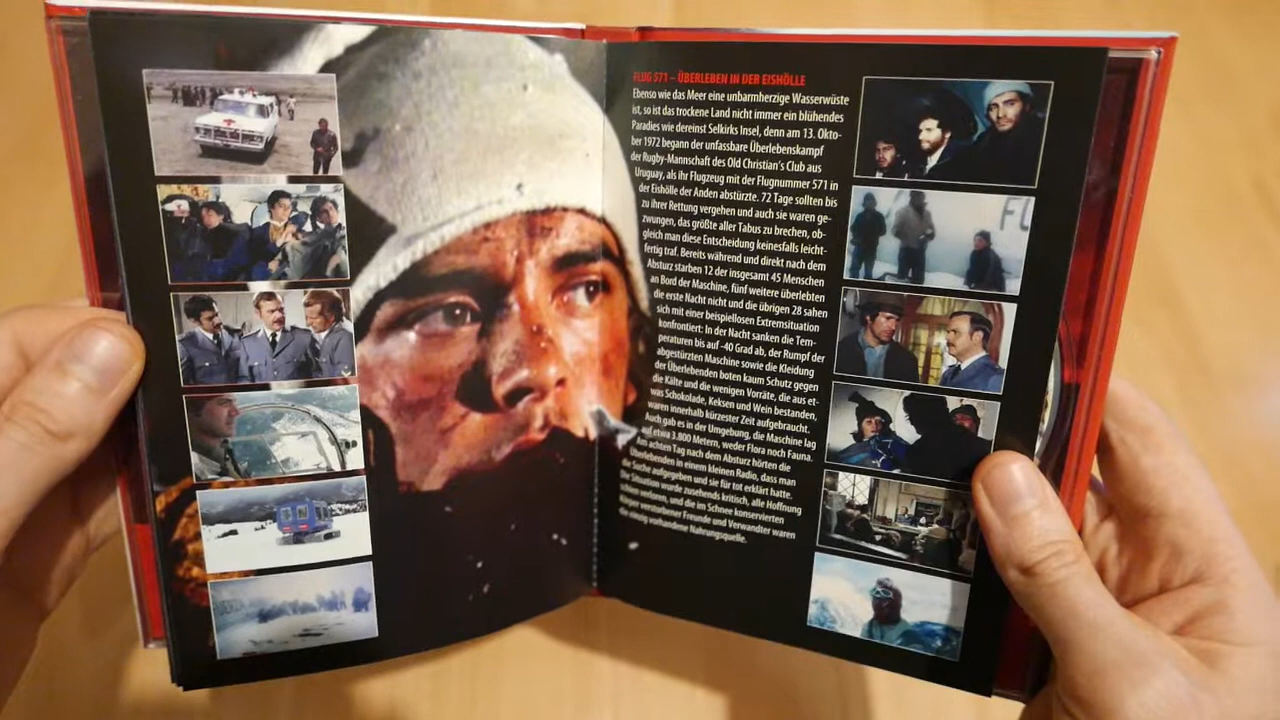 FLUG 571 – ÜBERLEBEN IN DER EISHÖLLE
Ebenso wie das Meer eine unbarmherzige Wasserwüste
ist, so ist das trockene Land nicht immer ein blühendes
Paradies wie dereinst Selkirks Insel, denn am 13. Okto-
ber 1972 begann der unfassbare Überlebenskampf
der Rugby-Mannschaft des Old Christian's Club aus
Uruguay, als ihr Flugzeug mit der Flugnummer 571 in
der Eishölle der Anden abstürzte. 72 Tage sollten bis
zu ihrer Rettung vergehen und auch sie waren ge-
zwungen, das größte aller Tabus zu brechen, ob-
gleich man diese Entscheidung keinesfalls leicht-
fertig traf. Bereits während und direkt nach dem
Absturz starben 12 der insgesamt 45 Menschen
an Bord der Maschine, fünf weitere überlebten
die erste Nacht nicht und die übrigen 28 sahen
sich mit einer beispiellosen Extremsituation
konfrontiert: In der Nacht sanken die Tem-
peraturen bis auf -40 Grad ab, der Rumpf der
abgestürzten Maschine sowie die Kleidung
der Überlebenden boten kaum Schutz gegen
die Kälte und die wenigen Vorräte, die aus et-
was Schokolade, Keksen und Wein bestanden,
waren innerhalb kürzester Zeit aufgebraucht.
Auch gab es in der Umgebung, die Maschine lag
auf etwa 3.800 Metern, weder Flora noch Fauna.
Am achten Tag nach dem Absturz hörten die
Überlebenden in einem kleinen Radio, dass man
die Suche aufgegeben und sie für tot erklärt hatte.
Die Situation wurde zusehends kritisch, alle Hoffnung
schien verloren, und die im Schnee konservierten
Körper verstorbener Freunde und Verwandter waren
die einzig vorhandene Nahrungsquelle.
FL